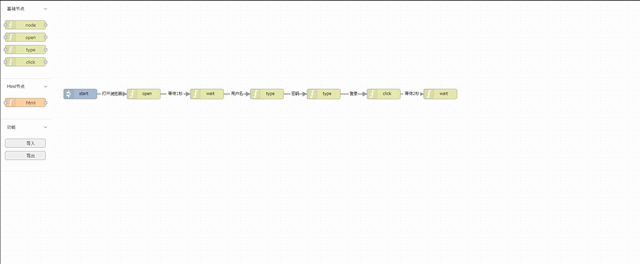 基础节点
node
open
type
click
Html节点
Html
功能
导入
导出
start
打开浏览器
open
等待1秒
wait
用户名
type
密码
type
登录
click
等待2秒
wait